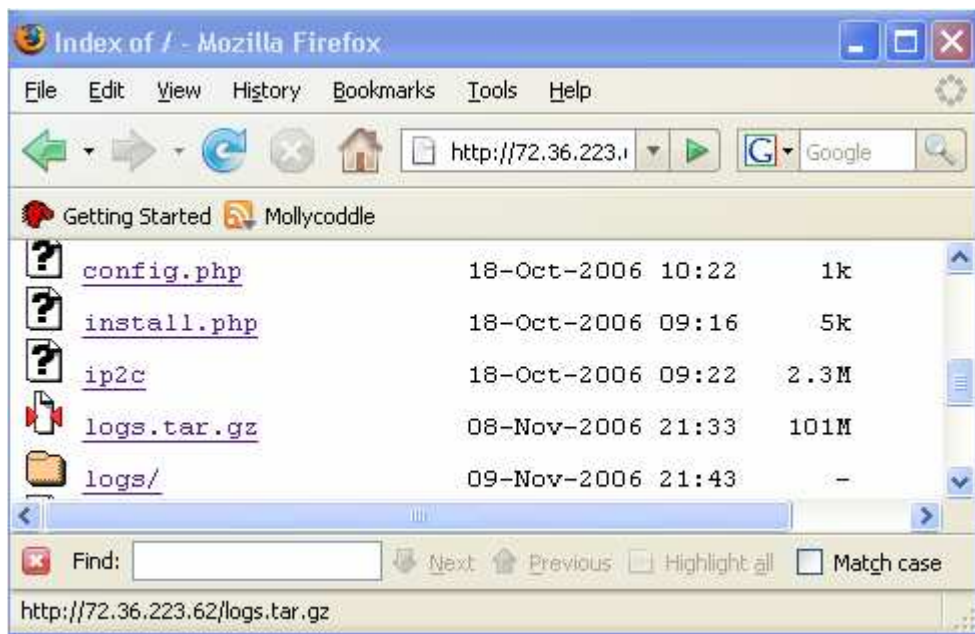 Index of / - Mozilla Firefox
File Edit View History Bookmarks Tools Help
http://72.36.223. G Google
Getting Started Mollycoddle
config.php 18-Oct-2006 10:22 1k
install.php 18-Oct-2006 09:16 5k
ip2c 18-Oct-2006 09:22 2.3M
logs.tar.gz 08-Nov-2006 21:33 101M
logs/ 09-Nov-2006 21:43 -
Find: Next Previous Highlight all Match case
http://72.36.223.62/logs.tar.gz